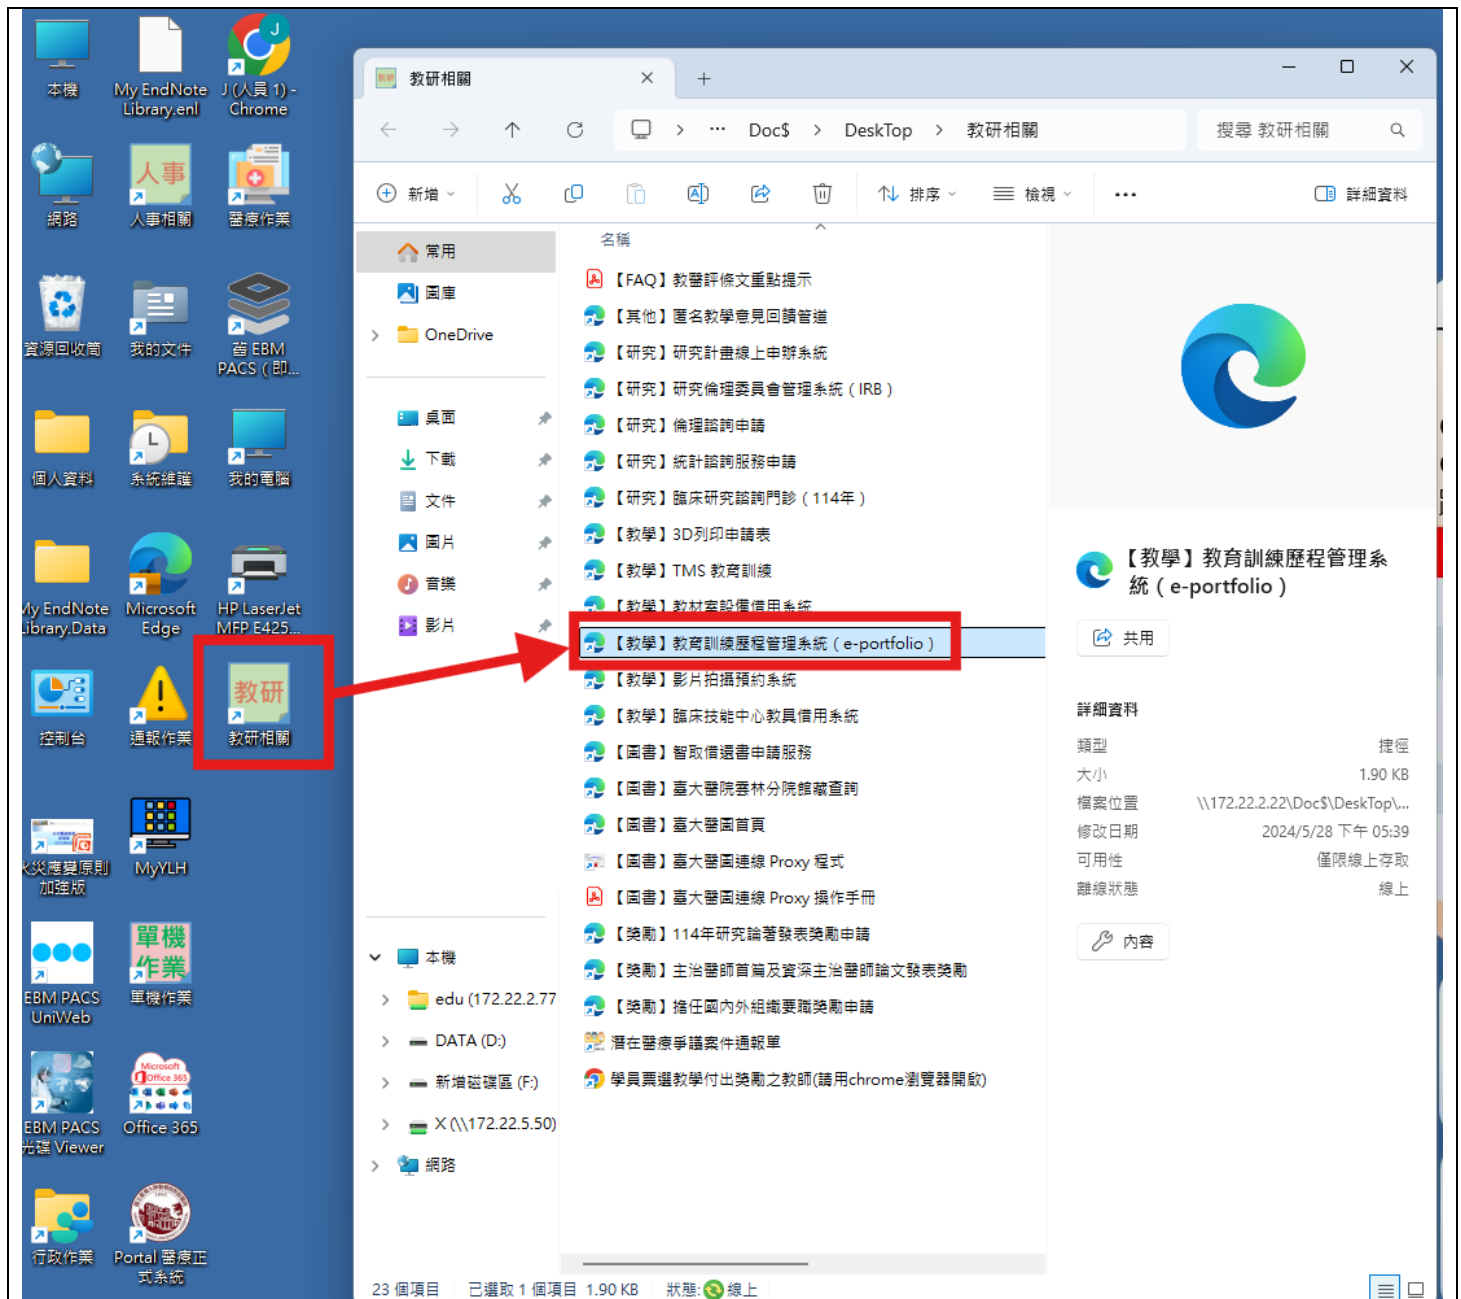 本機
My EndNote
Library.enl
J (人員 1) -
Chrome
網路
人事
人事相關
醫療作業
資源回收筒
我的文件
舊 EBM
PACS ( 即...
個人資料
系統維護
我的電腦
My EndNote
Library.Data
Microsoft
Edge
HP LaserJet
MFP E425...
控制台
通報作業
教研
教研相關
火災應變原則
加強版
MyYLH
EBM PACS
UniWeb
單機
作業
單機作業
EBM PACS
光碟 Viewer
Microsoft
Office 365
Office 365
行政作業
Portal 醫療正
式系統
教研相關
Doc$ > DeskTop > 教研相關
搜尋 教研相關
新增
排序
檢視
詳細資料
常用
圖庫
OneDrive
桌面
下載
文件
圖片
音樂
影片
本機
edu (172.22.2.77
DATA (D:)
新增磁碟區 (F:)
X (\\172.22.5.50)
網路
名稱
【FAQ】教醫評條文重點提示
【其他】匿名教學意見回饋管道
【研究】研究計畫線上申辦系統
【研究】研究倫理委員會管理系統 ( IRB )
【研究】倫理諮詢申請
【研究】統計諮詢服務申請
【研究】臨床研究諮詢門診 ( 114年 )
【教學】3D列印申請表
【教學】TMS 教育訓練
【教學】教材室設備借用系統
【教學】教育訓練歷程管理系統 ( e-portfolio )
【教學】影片拍攝預約系統
【教學】臨床技能中心教具借用系統
【圖書】智取借還書申請服務
【圖書】臺大醫院雲林分院館藏查詢
【圖書】臺大醫圖首頁
【圖書】臺大醫圖連線 Proxy 程式
【圖書】臺大醫圖連線 Proxy 操作手冊
【獎勵】114年研究論著發表獎勵申請
【獎勵】主治醫師首篇及資深主治醫師論文發表獎勵
【獎勵】擔任國內外組織要職獎勵申請
潛在醫療爭議案件通報單
學員票選教學付出獎勵之教師(請用chrome瀏覽器開啟)
【教學】教育訓練歷程管理系
統 ( e-portfolio )
共用
詳細資料
類型 捷徑
大小 1.90 KB
檔案位置 \\172.22.2.22\Doc$\DeskTop\...
修改日期 2024/5/28 下午 05:39
可用性 僅限線上存取
離線狀態 線上
內容
23 個項目 已選取 1 個項目 1.90 KB 狀態: 線上